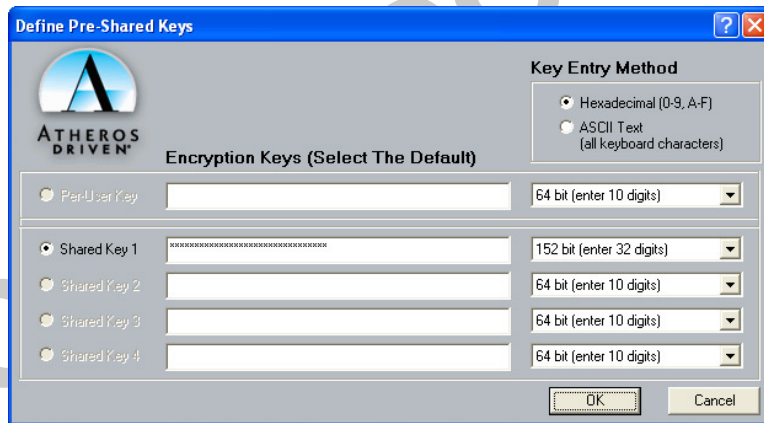 Define Pre-Shared Keys
Key Entry Method
Hexadecimal (0-9, A-F)
ASCII Text
(all keyboard characters)
ATHEROS
DRIVEN
Encryption Keys (Select The Default)
Per-User Key 64 bit (enter 10 digits)
Shared Key 1 ******************************** 152 bit (enter 32 digits)
Shared Key 2 64 bit (enter 10 digits)
Shared Key 3 64 bit (enter 10 digits)
Shared Key 4 64 bit (enter 10 digits)
OK Cancel